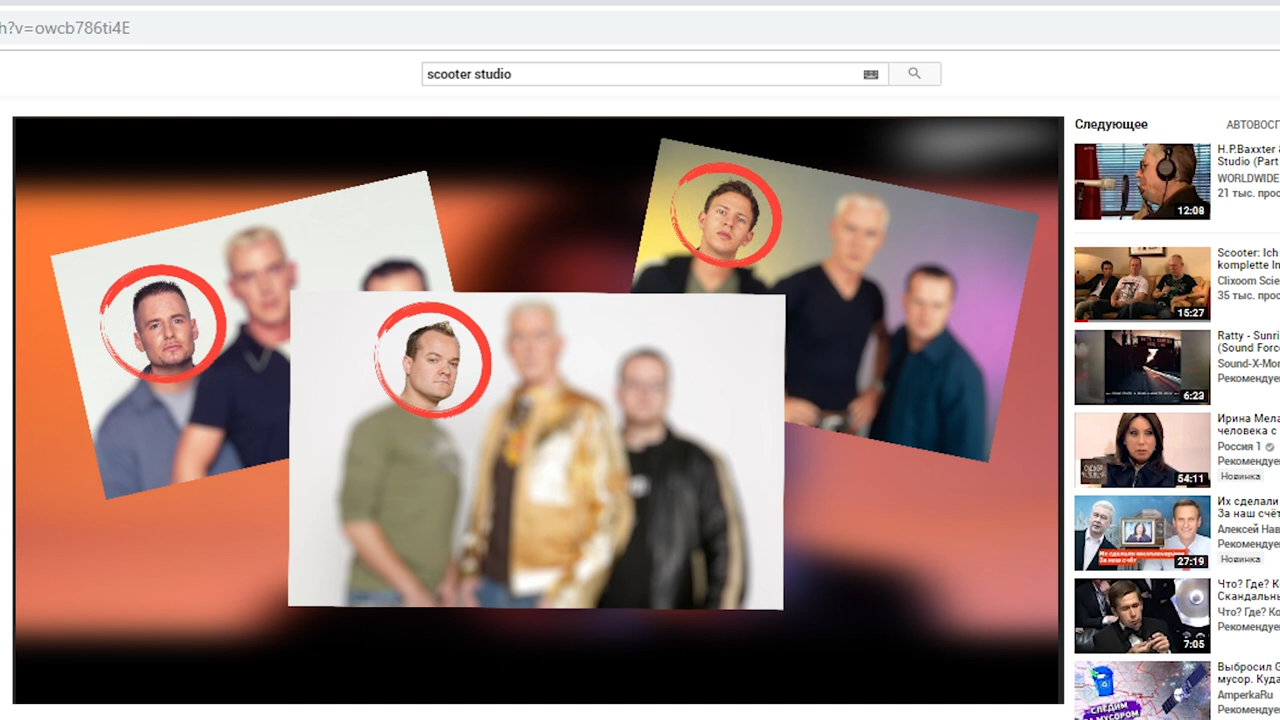 h?v=owcb786ti4E
scooter studio
Следующее
АВТОВОСП
H.P.Baxxter &
Studio (Part
WORLDWIDE
21 тыс. прос
12:08
Scooter: Ich
komplette In
Clixoom Scie
35 тыс. прос
15:27
Ratty - Sunri
(Sound Force
Sound-X-Mon
Рекомендуе
6:23
Ирина Мела
человека с
Россия 1
Рекомендуе
Новинка
54:11
Их сделали
За наш счёт
Алексей Нав
Рекомендуе
Новинка
27:19
Что? Где? К
Скандальны
Что? Где? Ко
Рекомендуе
7:05
Выбросил G
мусор. Куда
AmperkaRu
Рекомендуе
СЛЕДИМ